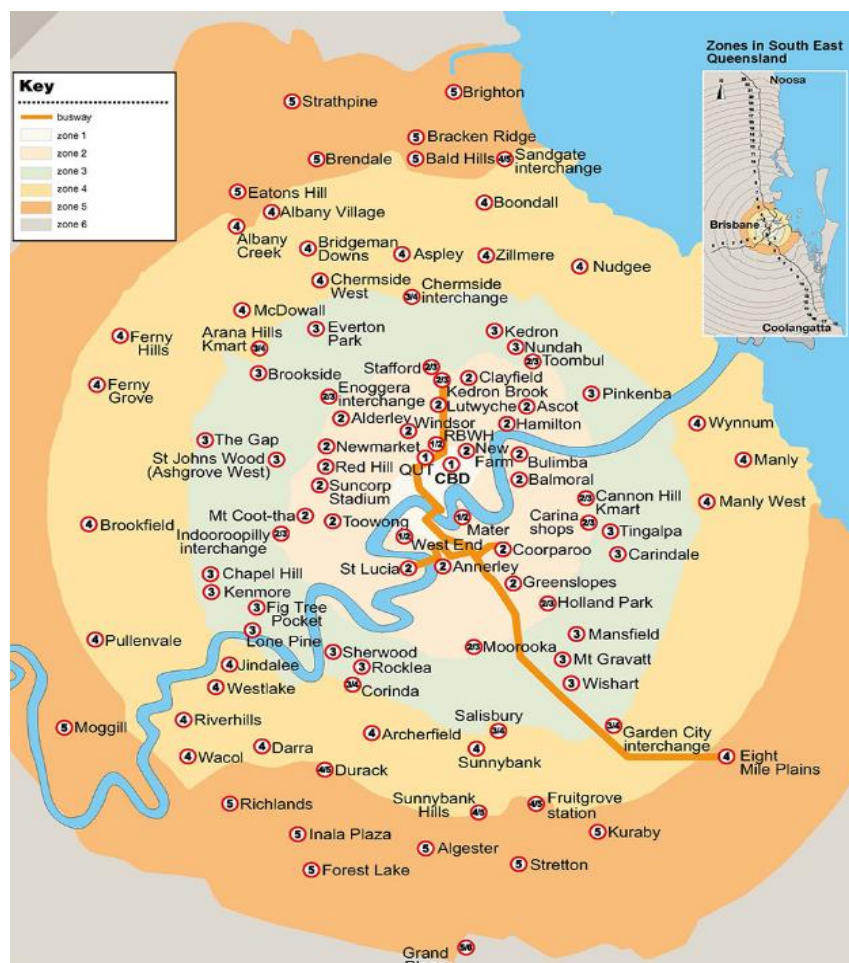 Zones in South East
Queensland
Noosa
Brisbane
Coolangatta
Key
busway
zone 1
zone 2
zone 3
zone 4
zone 5
zone 6
5 Strathpine
5 Brighton
5 Bracken Ridge
5 Brendale
5 Bald Hills
4/5 Sandgate
interchange
5 Eatons Hill
4 Albany Village
4 Boondall
4 Albany
Creek
4 Bridgeman
Downs
4 Aspley
4 Zillmere
4 Nudgee
4 Chermside
West
3/4 Chermside
interchange
4 McDowall
4 Ferny
Hills
Arana Hills
Kmart 3/4
3 Everton
Park
3 Kedron
3 Nundah
2/3 Toombul
Stafford 2/3
3 Brookside
2/3 Kedron Brook
2 Clayfield
4 Ferny
Grove
2/3 Enoggera
interchange
3 Pinkenba
2 Lutwyche
2 Ascot
2 Alderley
2 Windsor
2 Hamilton
4 Wynnum
3 The Gap
1/2 RBWH
2 Newmarket
2 New
Farm
2 Bulimba
St Johns Wood 3
(Ashgrove West)
1 QUT
1 CBD
4 Manly
2 Red Hill
2 Balmoral
2 Suncorp
Stadium
2/3 Cannon Hill
Kmart
4 Manly West
Mt Coot-tha 2
2 Toowong
1/2 Mater
Carina
shops 2/3
3 Tingalpa
4 Brookfield
Indooroopilly
interchange 2/3
1/2 West End
2 Coorparoo
3 Carindale
St Lucia 2
2 Annerley
3 Chapel Hill
2 Greenslopes
3 Kenmore
3 Fig Tree
Pocket
2/3 Holland Park
3 Lone Pine
3 Mansfield
4 Pullenvale
3 Sherwood
2/3 Moorooka
4 Jindalee
3 Rocklea
3 Mt Gravatt
4 Westlake
3/4 Corinda
3 Wishart
5 Moggill
4 Riverhills
4 Archerfield
Salisbury 3/4
3/4 Garden City
interchange
4 Wacol
4 Darra
4 Sunnybank
4 Eight
Mile Plains
4/5 Durack
5 Richlands
Sunnybank
Hills 4/5
4/5 Fruitgrove
station
5 Inala Plaza
5 Kuraby
5 Algester
5 Forest Lake
5 Stretton
Grand 5/6